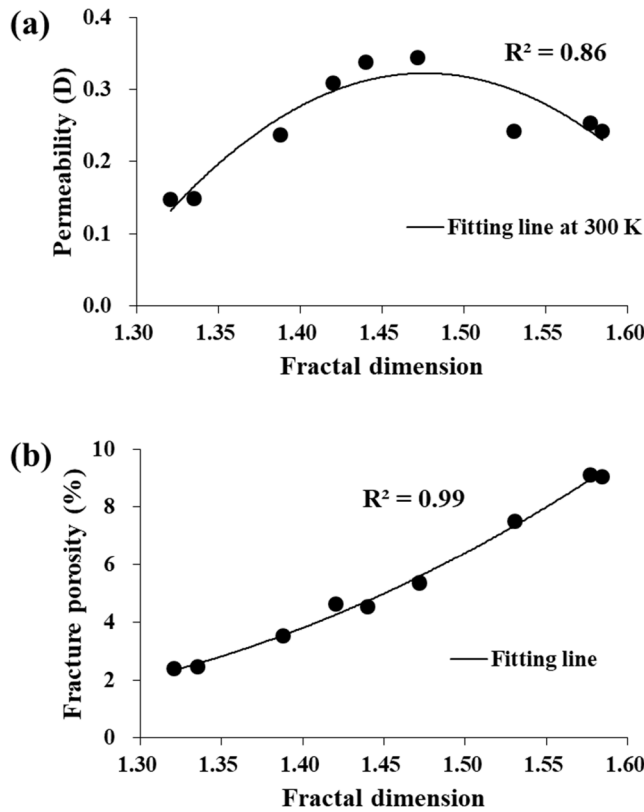 (a)
Permeability (D)
0.4
0.3
0.2
0.1
0.0
R² = 0.86
Fitting line at 300 K
1.30 1.35 1.40 1.45 1.50 1.55 1.60
Fractal dimension
(b)
Fracture porosity (%)
10
8
6
4
2
0
R² = 0.99
Fitting line
1.30 1.35 1.40 1.45 1.50 1.55 1.60
Fractal dimension